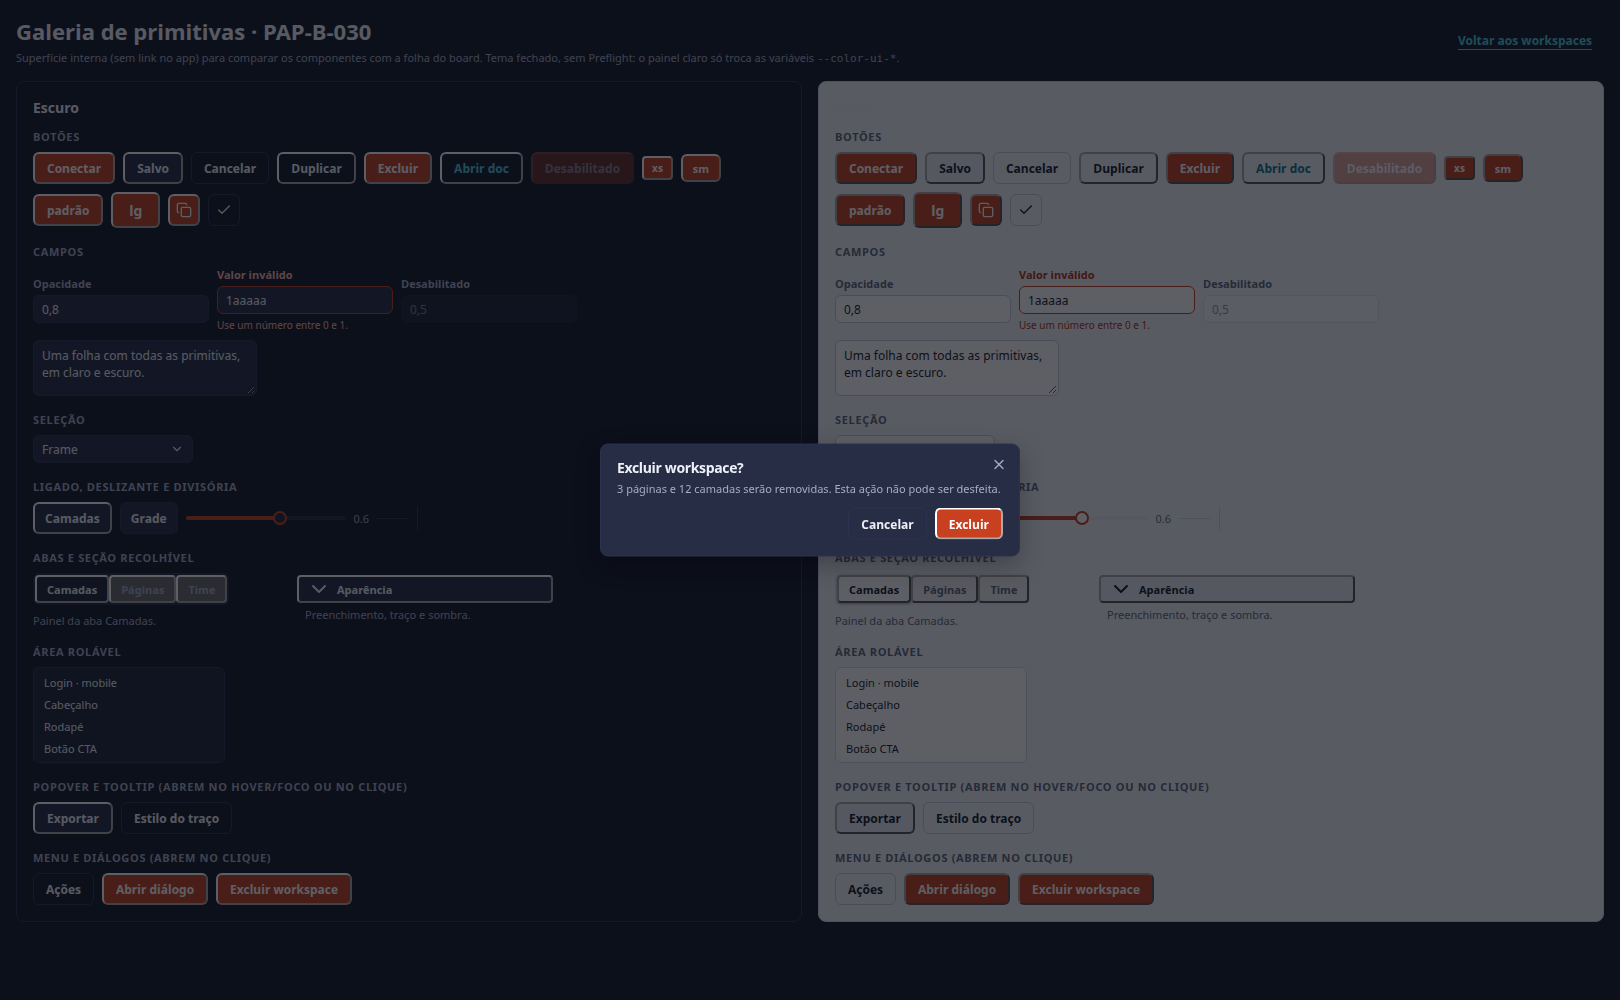 Galeria de primitivas · PAP-B-030
Voltar aos workspaces
Superfície interna (sem link no app) para comparar os componentes com a folha do board. Tema fechado, sem Preflight: o painel claro só troca as variáveis --color-ui-*.
Escuro
BOTÕES
Conectar Salvo Cancelar Duplicar Excluir Abrir doc Desabilitado xs sm
padrão lg
CAMPOS
Opacidade Valor inválido Desabilitado
0,8 1aaaaa 0,5
Use um número entre 0 e 1.
Uma folha com todas as primitivas,
em claro e escuro.
SELEÇÃO
Frame
LIGADO, DESLIZANTE E DIVISÓRIA
Camadas Grade 0.6
ABAS E SEÇÃO RECOLHÍVEL
Camadas Páginas Time Aparência
Painel da aba Camadas. Preenchimento, traço e sombra.
ÁREA ROLÁVEL
Login · mobile
Cabeçalho
Rodapé
Botão CTA
POPOVER E TOOLTIP (ABREM NO HOVER/FOCO OU NO CLIQUE)
Exportar Estilo do traço
MENU E DIÁLOGOS (ABREM NO CLIQUE)
Ações Abrir diálogo Excluir workspace
BOTÕES
Conectar Salvo Cancelar Duplicar Excluir Abrir doc Desabilitado xs sm
padrão lg
CAMPOS
Opacidade Valor inválido Desabilitado
0,8 1aaaaa 0,5
Use um número entre 0 e 1.
Uma folha com todas as primitivas,
em claro e escuro.
SELEÇÃO
0.6
ABAS E SEÇÃO RECOLHÍVEL
Camadas Páginas Time Aparência
Painel da aba Camadas. Preenchimento, traço e sombra.
ÁREA ROLÁVEL
Login · mobile
Cabeçalho
Rodapé
Botão CTA
POPOVER E TOOLTIP (ABREM NO HOVER/FOCO OU NO CLIQUE)
Exportar Estilo do traço
MENU E DIÁLOGOS (ABREM NO CLIQUE)
Ações Abrir diálogo Excluir workspace
Excluir workspace?
3 páginas e 12 camadas serão removidas. Esta ação não pode ser desfeita.
Cancelar Excluir